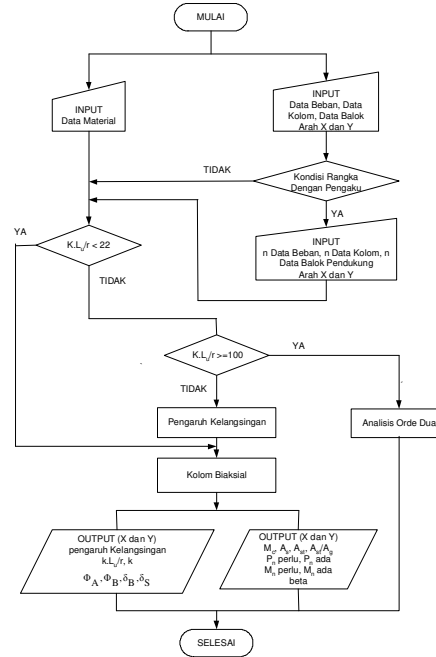 MULAI
INPUT
Data Material
INPUT
Data Beban, Data
Kolom, Data Balok
Arah X dan Y
TIDAK
Kondisi Rangka
Dengan Pengaku
YA
YA
K.Lu/r < 22
INPUT
n Data Beban, n Data Kolom, n
Data Balok Pendukung
Arah X dan Y
TIDAK
K.Lu/r >=100
YA
TIDAK
Pengaruh Kelangsingan
Analisis Orde Dua
Kolom Biaksial
OUTPUT (X dan Y)
pengaruh Kelangsingan
k.Lu/r, k
ΦA,ΦB,δB,δS
OUTPUT (X dan Y)
Mc, As, Ast, Ast/Ag
Pn perlu, Pn ada
Mn perlu, Mn ada
beta
SELESAI